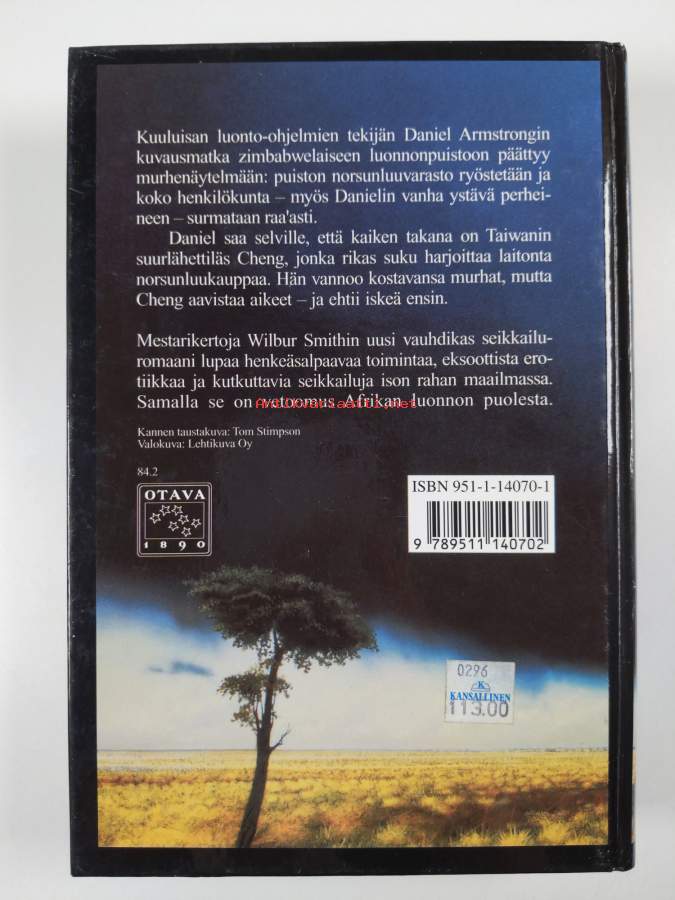 Kuuluisan luonto-ohjelmien tekijän Daniel Armstrongin
kuvausmatka zimbabwelaiseen luonnonpuistoon päättyy
murhenäytelmään: puiston norsunluuvarasto ryöstetään ja
koko henkilökunta – myös Danielin vanha ystävä perhei-
neen – surmataan raa'asti.
Daniel saa selville, että kaiken takana on Taiwanin
suurlähettiläs Cheng, jonka rikas suku harjoittaa laitonta
norsunluukauppaa. Hän vannoo kostavansa murhat, mutta
Cheng aavistaa aikeet – ja ehtii iskeä ensin.
Mestarikertoja Wilbur Smithin uusi vauhdikas seikkailu-
romaani lupaa henkeäsalpaavaa toimintaa, eksoottista ero-
tiikkaa ja kutkuttavia seikkailuja ison rahan maailmassa.
Samalla se on vetoomus Afrikan luonnon puolesta.
Antikvariaatti.net
Kannen taustakuva: Tom Stimpson
Valokuva: Lehtikuva Oy
84.2
OTAVA
1890
ISBN 951-1-14070-1
9 789511 140702
0296
K
KANSALLINEN
113.00